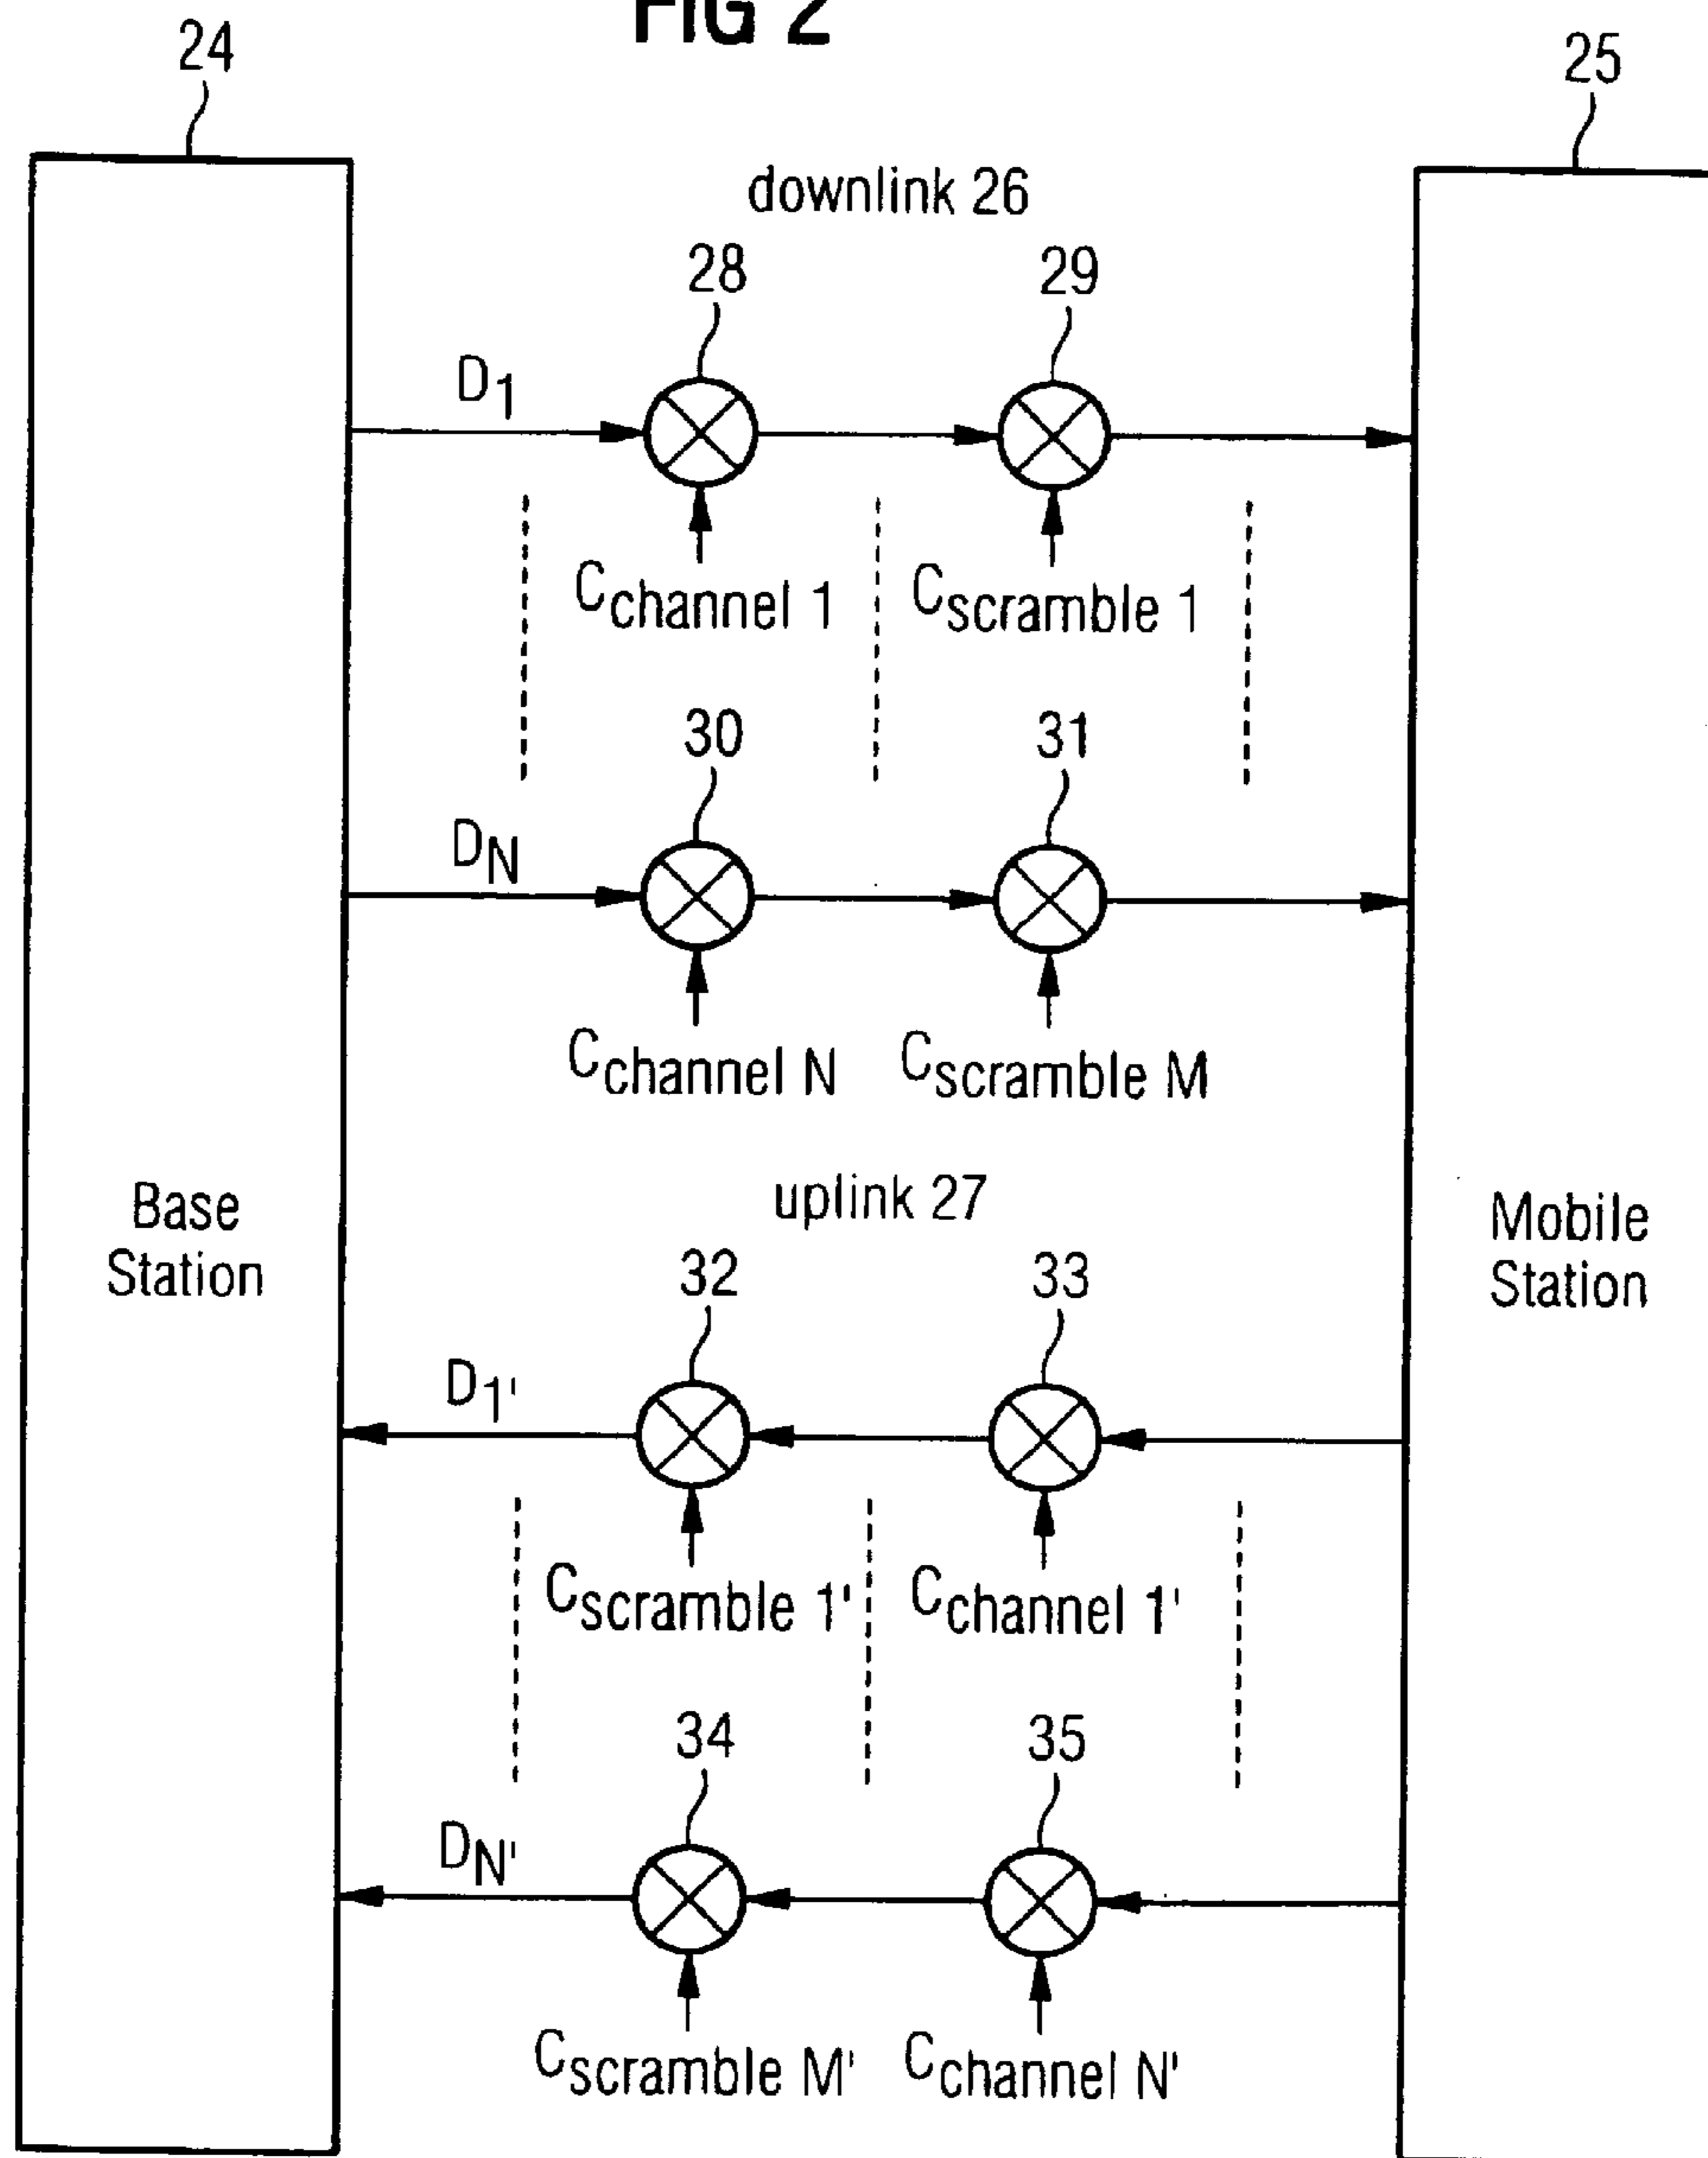 FIG 2
24
25
downlink 26
28
29
D1
Cchannel 1
Cscramble 1
30
31
DN
Cchannel N
Cscramble M
Base
Station
uplink 27
Mobile
Station
32
33
D1'
Cscramble 1'
Cchannel 1'
34
35
DN'
Cscramble M'
Cchannel N'